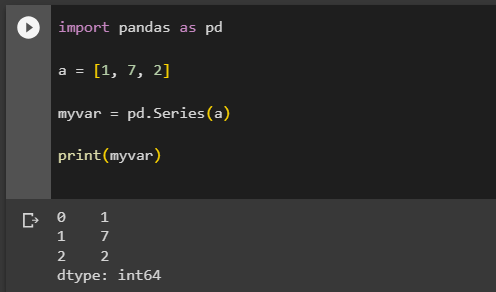 import pandas as pd
a = [1, 7, 2]
myvar = pd.Series(a)
print(myvar)
0    1
1    7
2    2
dtype: int64